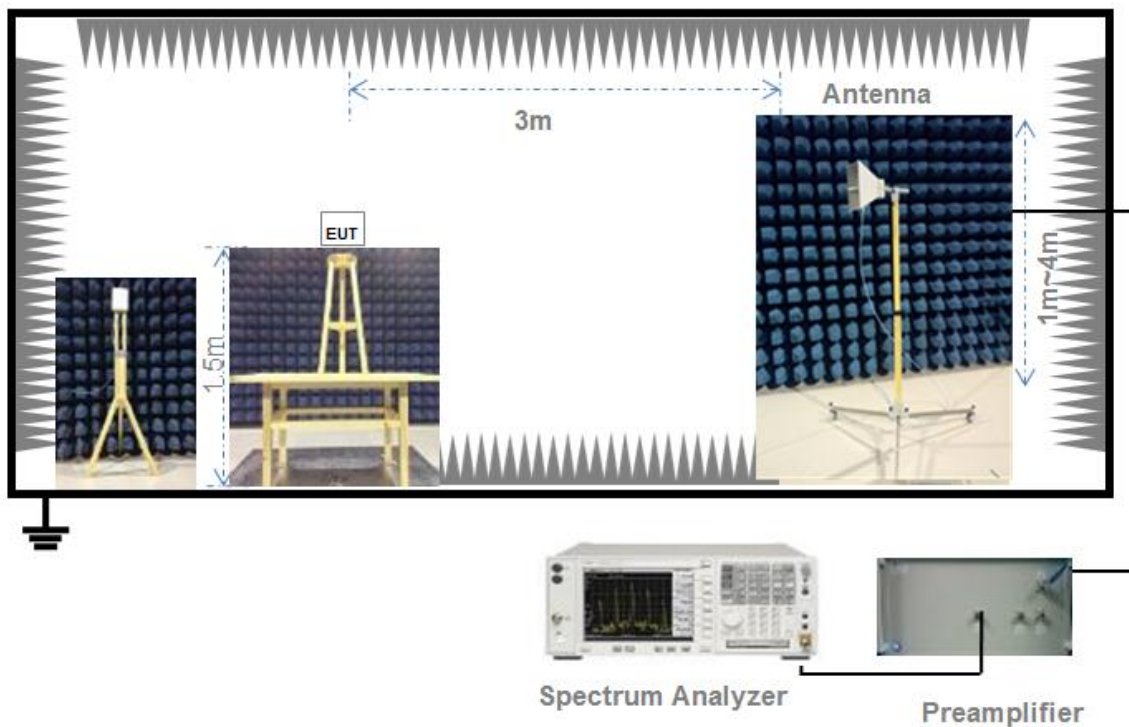 Antenna
3m
EUT
1.5m
1m~4m
Spectrum Analyzer
Preamplifier